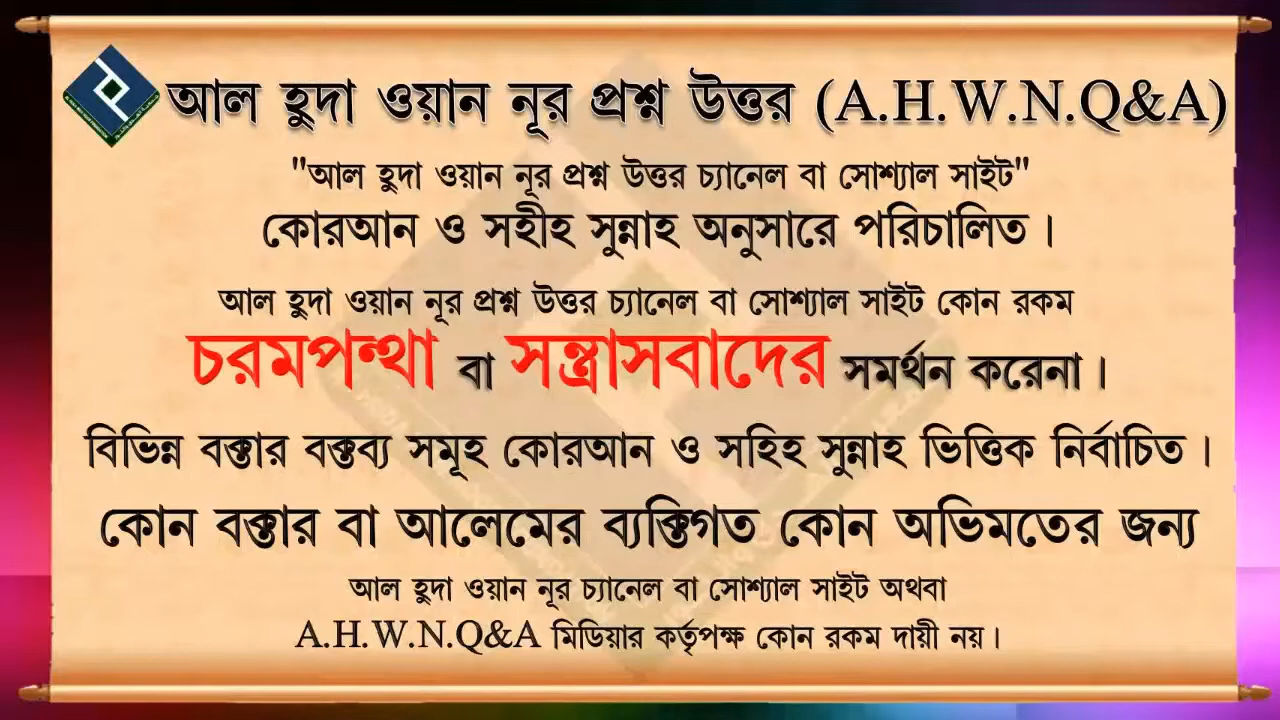 আল হুদা ওয়ান নূর প্রশ্ন উত্তর (A.H.W.N.Q&A)
"আল হুদা ওয়ান নূর প্রশ্ন উত্তর চ্যানেল বা সোশ্যাল সাইট"
কোরআন ও সহীহ সুন্নাহ অনুসারে পরিচালিত।
আল হুদা ওয়ান নূর প্রশ্ন উত্তর চ্যানেল বা সোশ্যাল সাইট কোন রকম
চরমপন্থা বা সন্ত্রাসবাদের সমর্থন করেনা।
বিভিন্ন বক্তার বক্তব্য সমূহ কোরআন ও সহিহ সুন্নাহ ভিত্তিক নির্বাচিত।
কোন বক্তার বা আলেমের ব্যক্তিগত কোন অভিমতের জন্য
আল হুদা ওয়ান নূর চ্যানেল বা সোশ্যাল সাইট অথবা
A.H.W.N.Q&A মিডিয়ার কর্তৃপক্ষ কোন রকম দায়ী নয়।